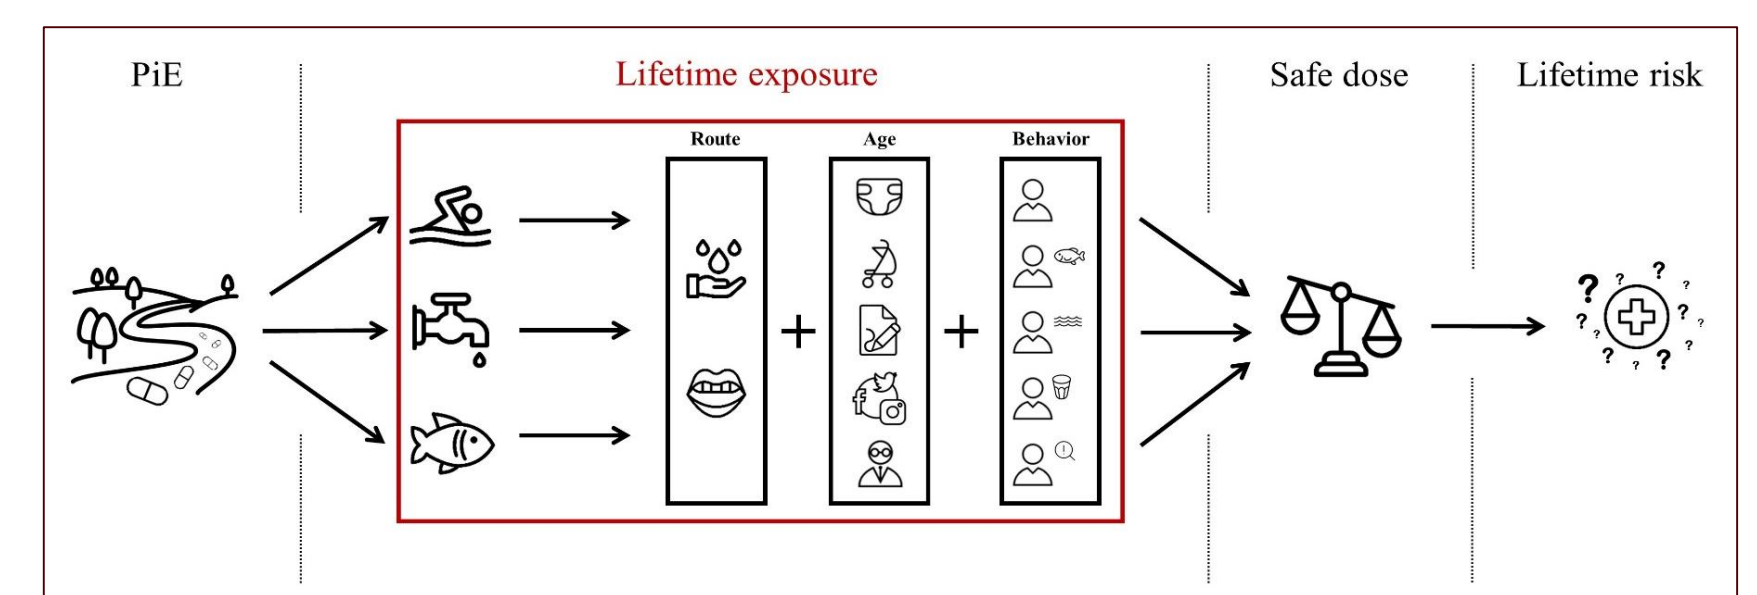 PiE
Lifetime exposure
Safe dose
Lifetime risk
Route
Age
Behavior
+
+
? ? ? ? ? ? ? ? ? ? ? ?